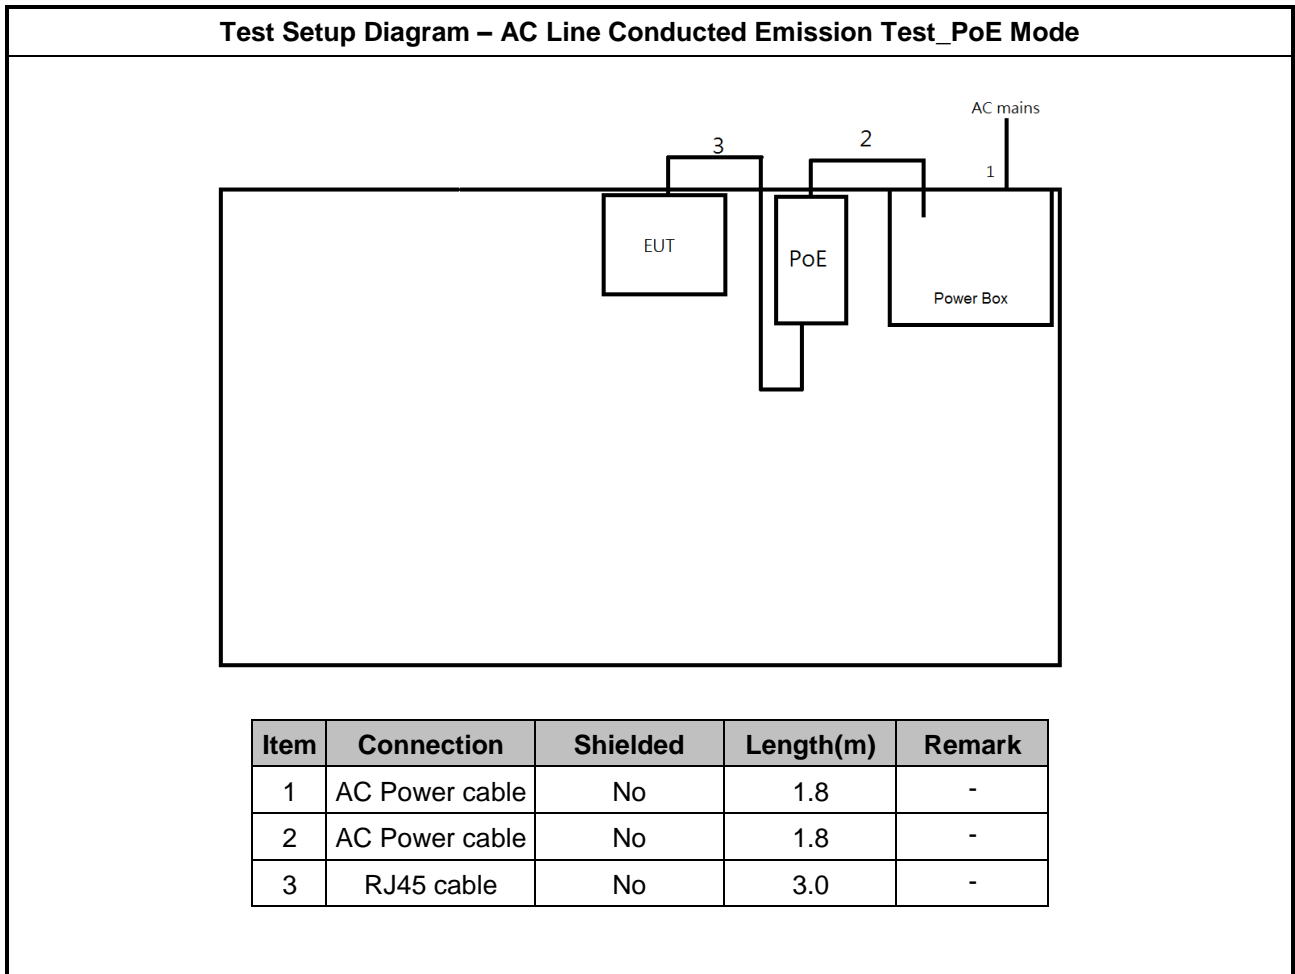 Test Setup Diagram – AC Line Conducted Emission Test_PoE Mode
AC mains
3
2
1
EUT
PoE
Power Box
Item Connection Shielded Length(m) Remark
1 AC Power cable No 1.8 -
2 AC Power cable No 1.8 -
3 RJ45 cable No 3.0 -